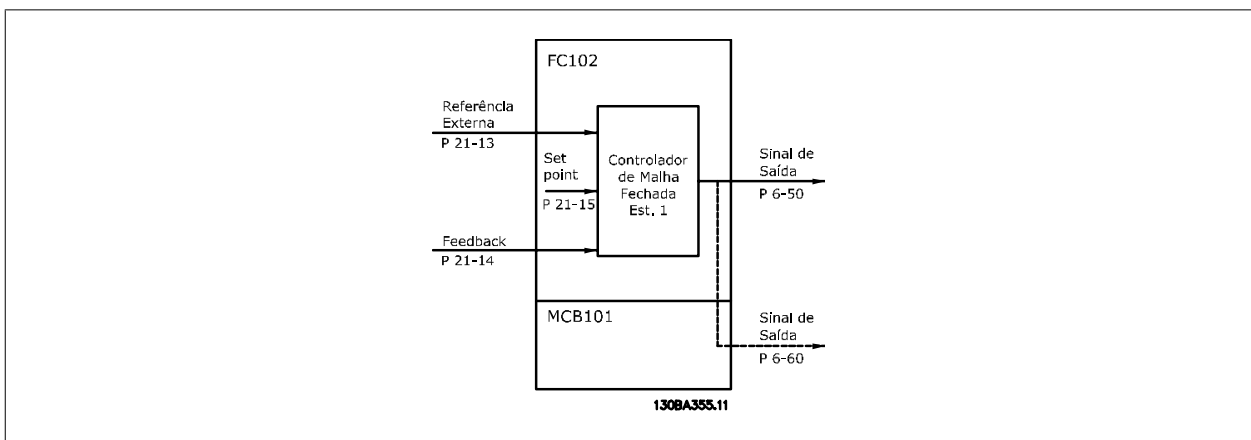 FC102
Referência
Externa
P 21-13
Set
point
P 21-15
Controlador
de Malha
Fechada
Est. 1
Sinal de
Saída
P 6-50
Feedback
P 21-14
MCB101
Sinal de
Saída
P 6-60
130BA355.11